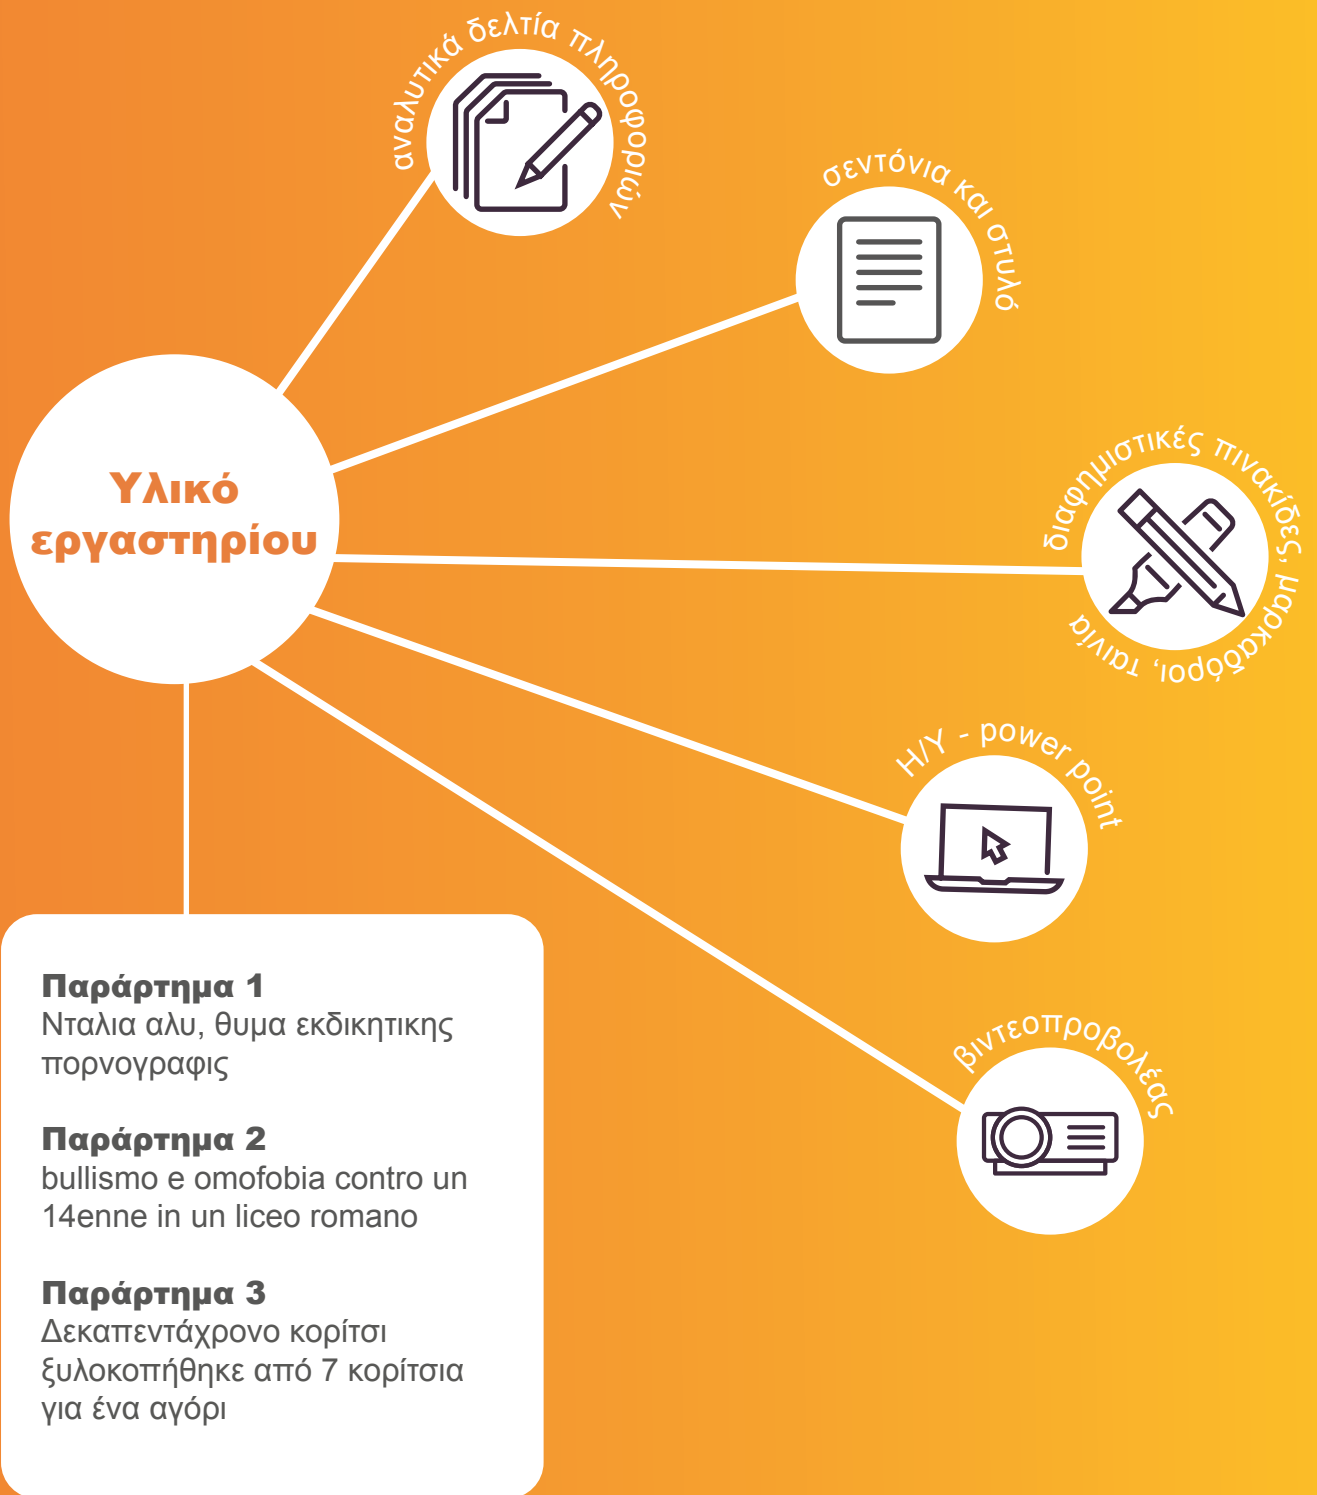 αναλυτικά δελτία πληροφοριών
σεντόνια και στυλό
Υλικό
εργαστηρίου
διαφημιστικές πινακίδες, μαρκαδόροι, ταινία
Η/Υ - power point
βιντεοπροβολέας
Παράρτημα 1
Νταλια αλυ, θυμα εκδικητικης
πορνογραφις
Παράρτημα 2
bullismo e omofobia contro un
14enne in un liceo romano
Παράρτημα 3
Δεκαπεντάχρονο κορίτσι
ξυλοκοπήθηκε από 7 κορίτσια
για ένα αγόρι